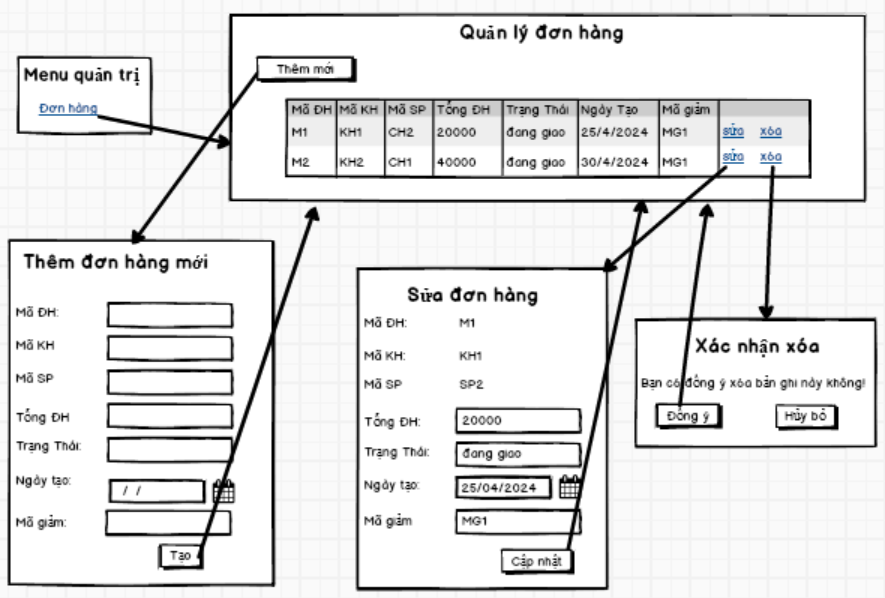 Quản lý đơn hàng
Menu quản trị
Đơn hàng
Thêm mới
Mã ĐH Mã KH Mã SP Tổng ĐH Trạng Thái Ngày Tạo Mã giảm
M1 KH1 CH2 20000 đang giao 25/4/2024 MG1 sửa xóa
M2 KH2 CH1 40000 đang giao 30/4/2024 MG1 sửa xóa
Thêm đơn hàng mới
Mã ĐH:
Mã KH
Mã SP
Tổng ĐH
Trạng Thái:
Ngày tạo: / /
Mã giảm:
Tạo
Sửa đơn hàng
Mã ĐH: M1
Mã KH: KH1
Mã SP SP2
Tổng ĐH: 20000
Trạng Thái: đang giao
Ngày tạo: 25/04/2024
Mã giảm MG1
Cập nhật
Xác nhận xóa
Bạn có đồng ý xóa bản ghi này không!
Đồng ý Hủy bỏ